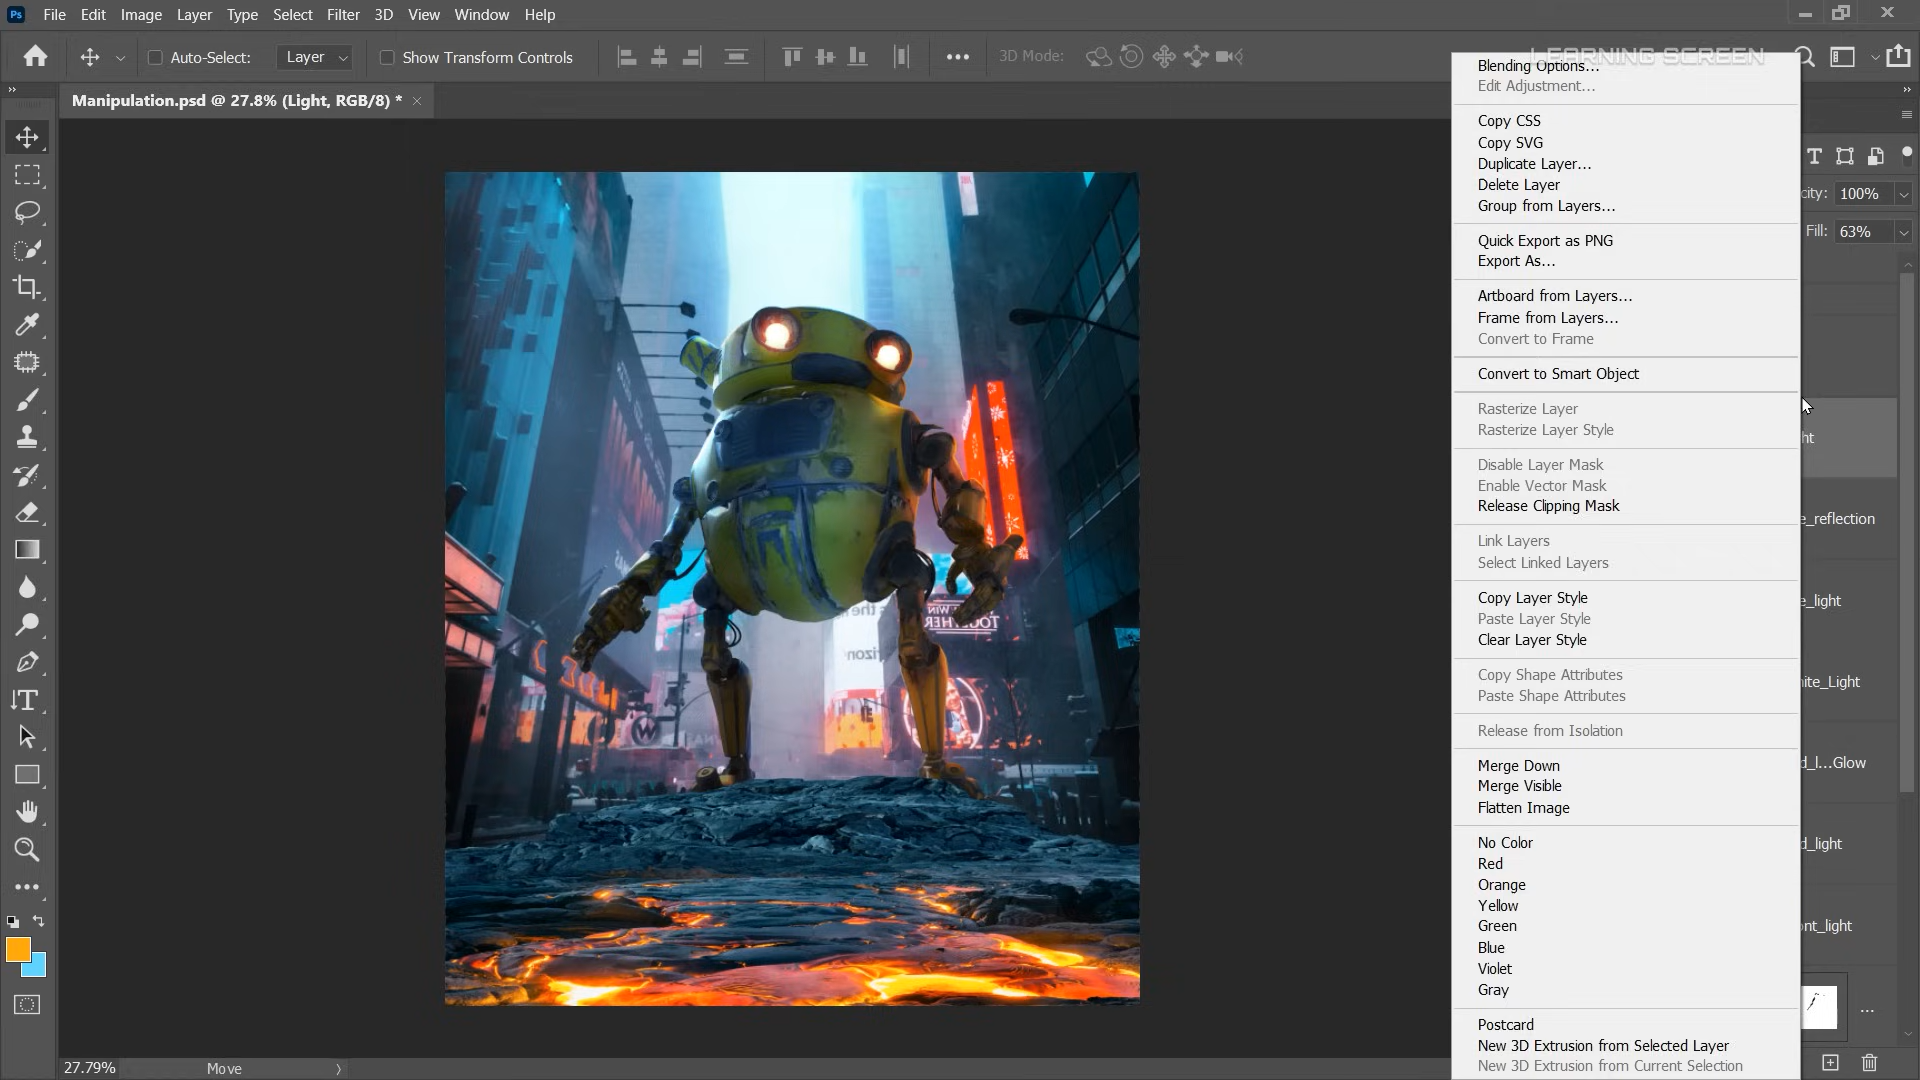 Ps File Edit Image Layer Type Select Filter 3D View Window Help
Auto-Select: Layer Show Transform Controls 3D Mode:
LEARNING SCREEN
Manipulation.psd @ 27.8% (Light, RGB/8) *
Blending Options...
Edit Adjustment...
Copy CSS
Copy SVG
Duplicate Layer...
Delete Layer
Group from Layers...
Quick Export as PNG
Export As...
Artboard from Layers...
Frame from Layers...
Convert to Frame
Convert to Smart Object
Rasterize Layer
Rasterize Layer Style
Disable Layer Mask
Enable Vector Mask
Release Clipping Mask
Link Layers
Select Linked Layers
Copy Layer Style
Paste Layer Style
Clear Layer Style
Copy Shape Attributes
Paste Shape Attributes
Release from Isolation
Merge Down
Merge Visible
Flatten Image
No Color
Red
Orange
Yellow
Green
Blue
Violet
Gray
Postcard
New 3D Extrusion from Selected Layer
New 3D Extrusion from Current Selection
city: 100%
Fill: 63%
ht
e_reflection
e_light
ite_Light
d_l...Glow
d_light
ont_light
...
TOGETHER
27.79% Move